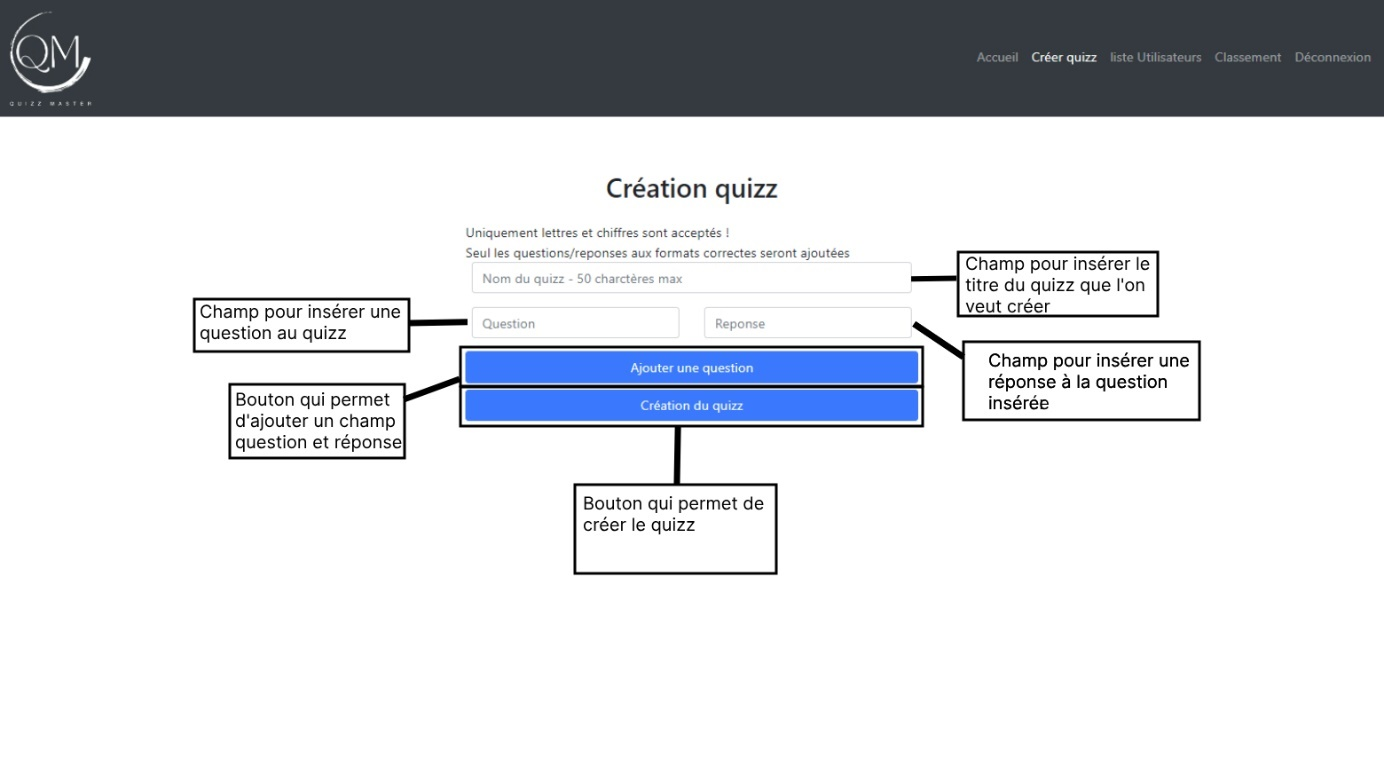 QM
QUIZZ MASTER
Accueil Créer quizz liste Utilisateurs Classement Déconnexion
Création quizz
Uniquement lettres et chiffres sont acceptés !
Seul les questions/reponses aux formats correctes seront ajoutées
Nom du quizz - 50 charctères max
Champ pour insérer le
titre du quizz que l'on
veut créer
Champ pour insérer une
question au quizz
Question
Reponse
Champ pour insérer une
réponse à la question
insérée
Ajouter une question
Bouton qui permet
d'ajouter un champ
question et réponse
Création du quizz
Bouton qui permet de
créer le quizz